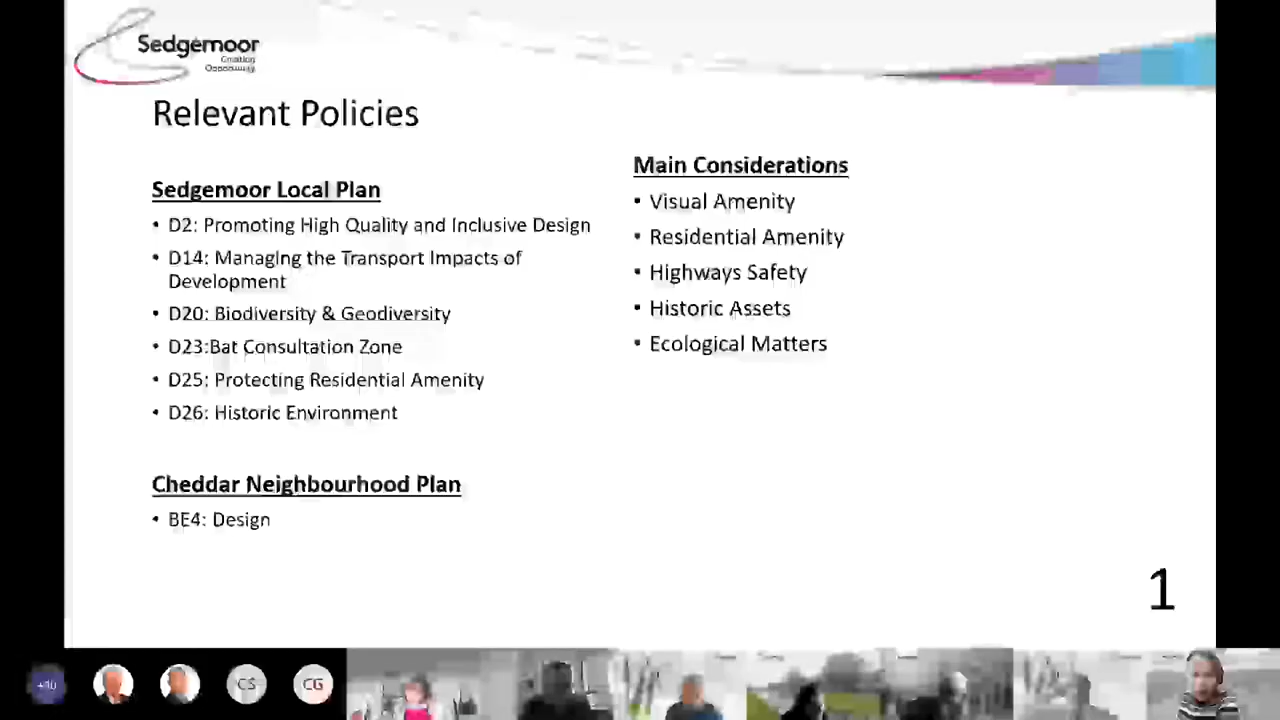 Sedgemoor
Creating
Opportunity
Relevant Policies
Sedgemoor Local Plan
• D2: Promoting High Quality and Inclusive Design
• D14: Managing the Transport Impacts of
Development
• D20: Biodiversity & Geodiversity
• D23:Bat Consultation Zone
• D25: Protecting Residential Amenity
• D26: Historic Environment
Cheddar Neighbourhood Plan
• BE4: Design
Main Considerations
• Visual Amenity
• Residential Amenity
• Highways Safety
• Historic Assets
• Ecological Matters
1
CS
CG